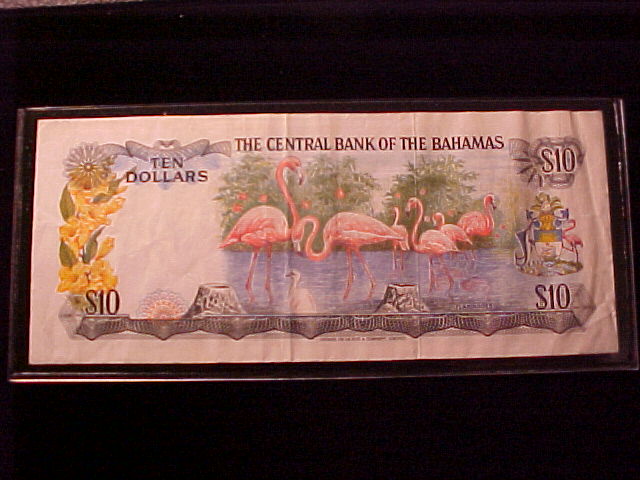 THE CENTRAL BANK OF THE BAHAMAS
TEN
DOLLARS
$10
$10
$10